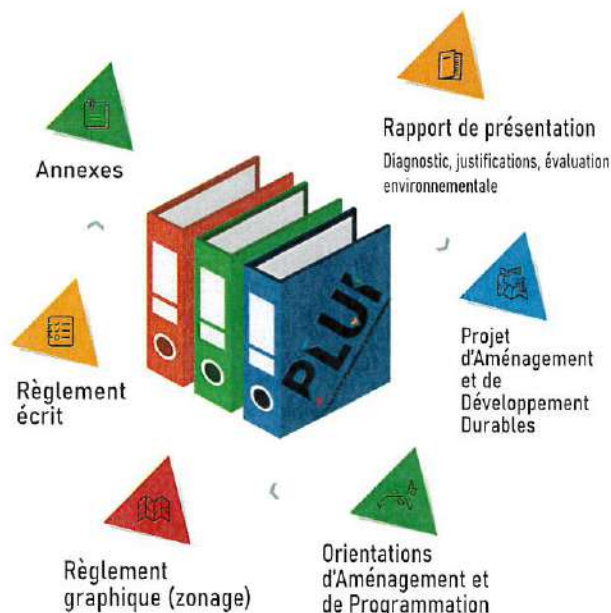 Rapport de présentation
Diagnostic, justifications, évaluation
environnementale
Projet
d'Aménagement
et de
Développement
Durables
Orientations
d'Aménagement et
de Programmation
Règlement
graphique (zonage)
Règlement
écrit
Annexes
PLUi